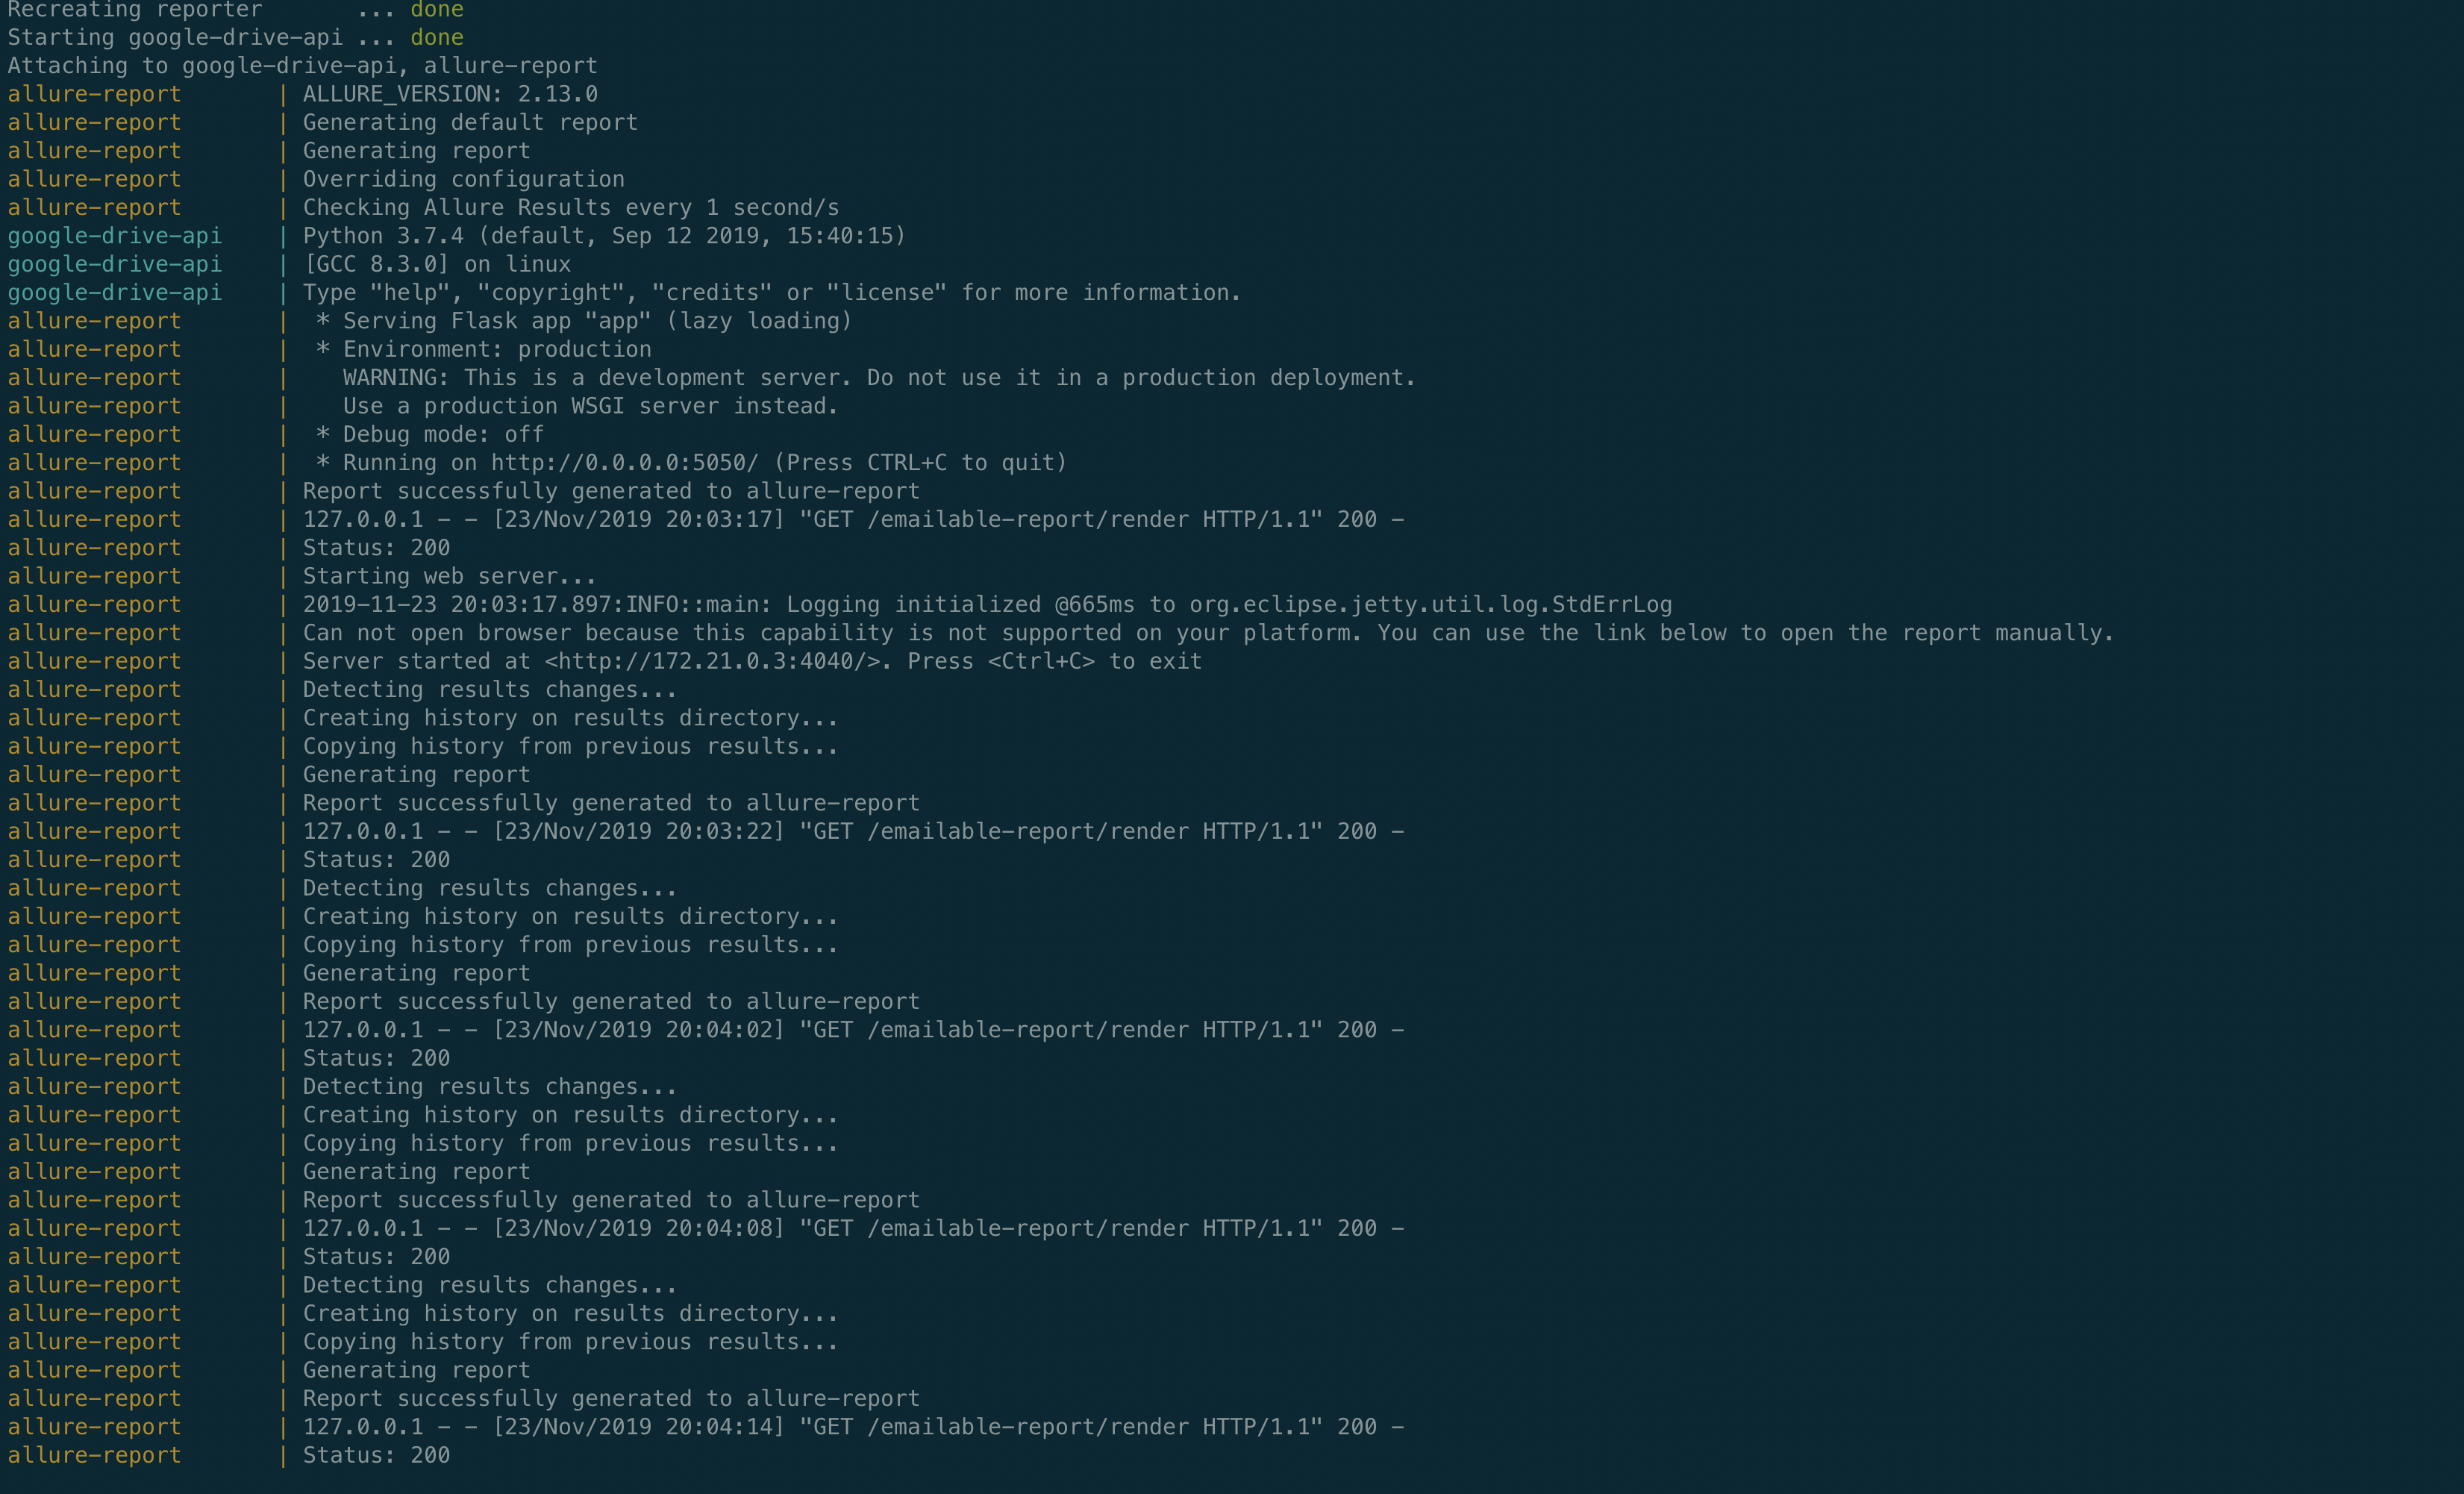 Recreating reporter       ... done
Starting google-drive-api ... done
Attaching to google-drive-api, allure-report
allure-report       | ALLURE_VERSION: 2.13.0
allure-report       | Generating default report
allure-report       | Generating report
allure-report       | Overriding configuration
allure-report       | Checking Allure Results every 1 second/s
google-drive-api    | Python 3.7.4 (default, Sep 12 2019, 15:40:15)
google-drive-api    | [GCC 8.3.0] on linux
google-drive-api    | Type "help", "copyright", "credits" or "license" for more information.
allure-report       |  * Serving Flask app "app" (lazy loading)
allure-report       |  * Environment: production
allure-report       |    WARNING: This is a development server. Do not use it in a production deployment.
allure-report       |    Use a production WSGI server instead.
allure-report       |  * Debug mode: off
allure-report       |  * Running on http://0.0.0.0:5050/ (Press CTRL+C to quit)
allure-report       | Report successfully generated to allure-report
allure-report       | 127.0.0.1 - - [23/Nov/2019 20:03:17] "GET /emailable-report/render HTTP/1.1" 200 -
allure-report       | Status: 200
allure-report       | Starting web server...
allure-report       | 2019-11-23 20:03:17.897:INFO::main: Logging initialized @665ms to org.eclipse.jetty.util.log.StdErrLog
allure-report       | Can not open browser because this capability is not supported on your platform. You can use the link below to open the report manually.
allure-report       | Server started at <http://172.21.0.3:4040/>. Press <Ctrl+C> to exit
allure-report       | Detecting results changes...
allure-report       | Creating history on results directory...
allure-report       | Copying history from previous results...
allure-report       | Generating report
allure-report       | Report successfully generated to allure-report
allure-report       | 127.0.0.1 - - [23/Nov/2019 20:03:22] "GET /emailable-report/render HTTP/1.1" 200 -
allure-report       | Status: 200
allure-report       | Detecting results changes...
allure-report       | Creating history on results directory...
allure-report       | Copying history from previous results...
allure-report       | Generating report
allure-report       | Report successfully generated to allure-report
allure-report       | 127.0.0.1 - - [23/Nov/2019 20:04:02] "GET /emailable-report/render HTTP/1.1" 200 -
allure-report       | Status: 200
allure-report       | Detecting results changes...
allure-report       | Creating history on results directory...
allure-report       | Copying history from previous results...
allure-report       | Generating report
allure-report       | Report successfully generated to allure-report
allure-report       | 127.0.0.1 - - [23/Nov/2019 20:04:08] "GET /emailable-report/render HTTP/1.1" 200 -
allure-report       | Status: 200
allure-report       | Detecting results changes...
allure-report       | Creating history on results directory...
allure-report       | Copying history from previous results...
allure-report       | Generating report
allure-report       | Report successfully generated to allure-report
allure-report       | 127.0.0.1 - - [23/Nov/2019 20:04:14] "GET /emailable-report/render HTTP/1.1" 200 -
allure-report       | Status: 200